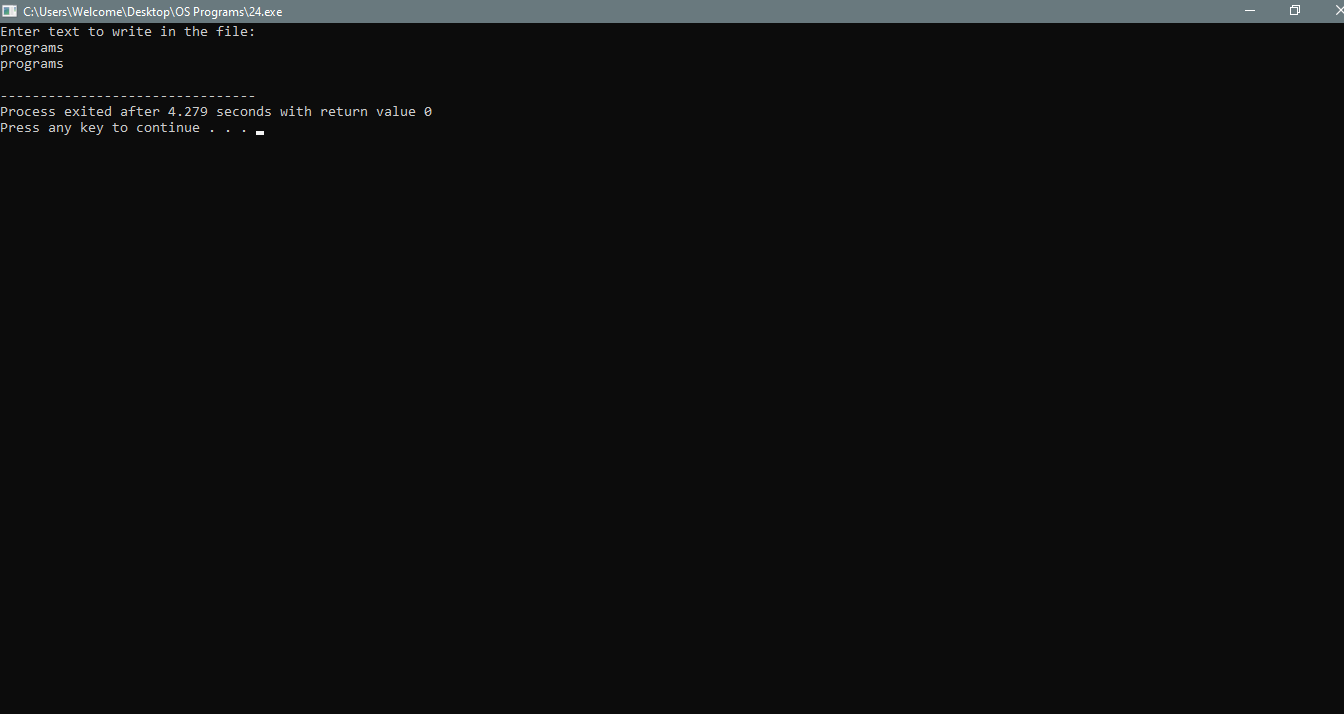 C:\Users\Welcome\Desktop\OS Programs\24.exe
Enter text to write in the file:
programs
programs
--------------------------------
Process exited after 4.279 seconds with return value 0
Press any key to continue . . .